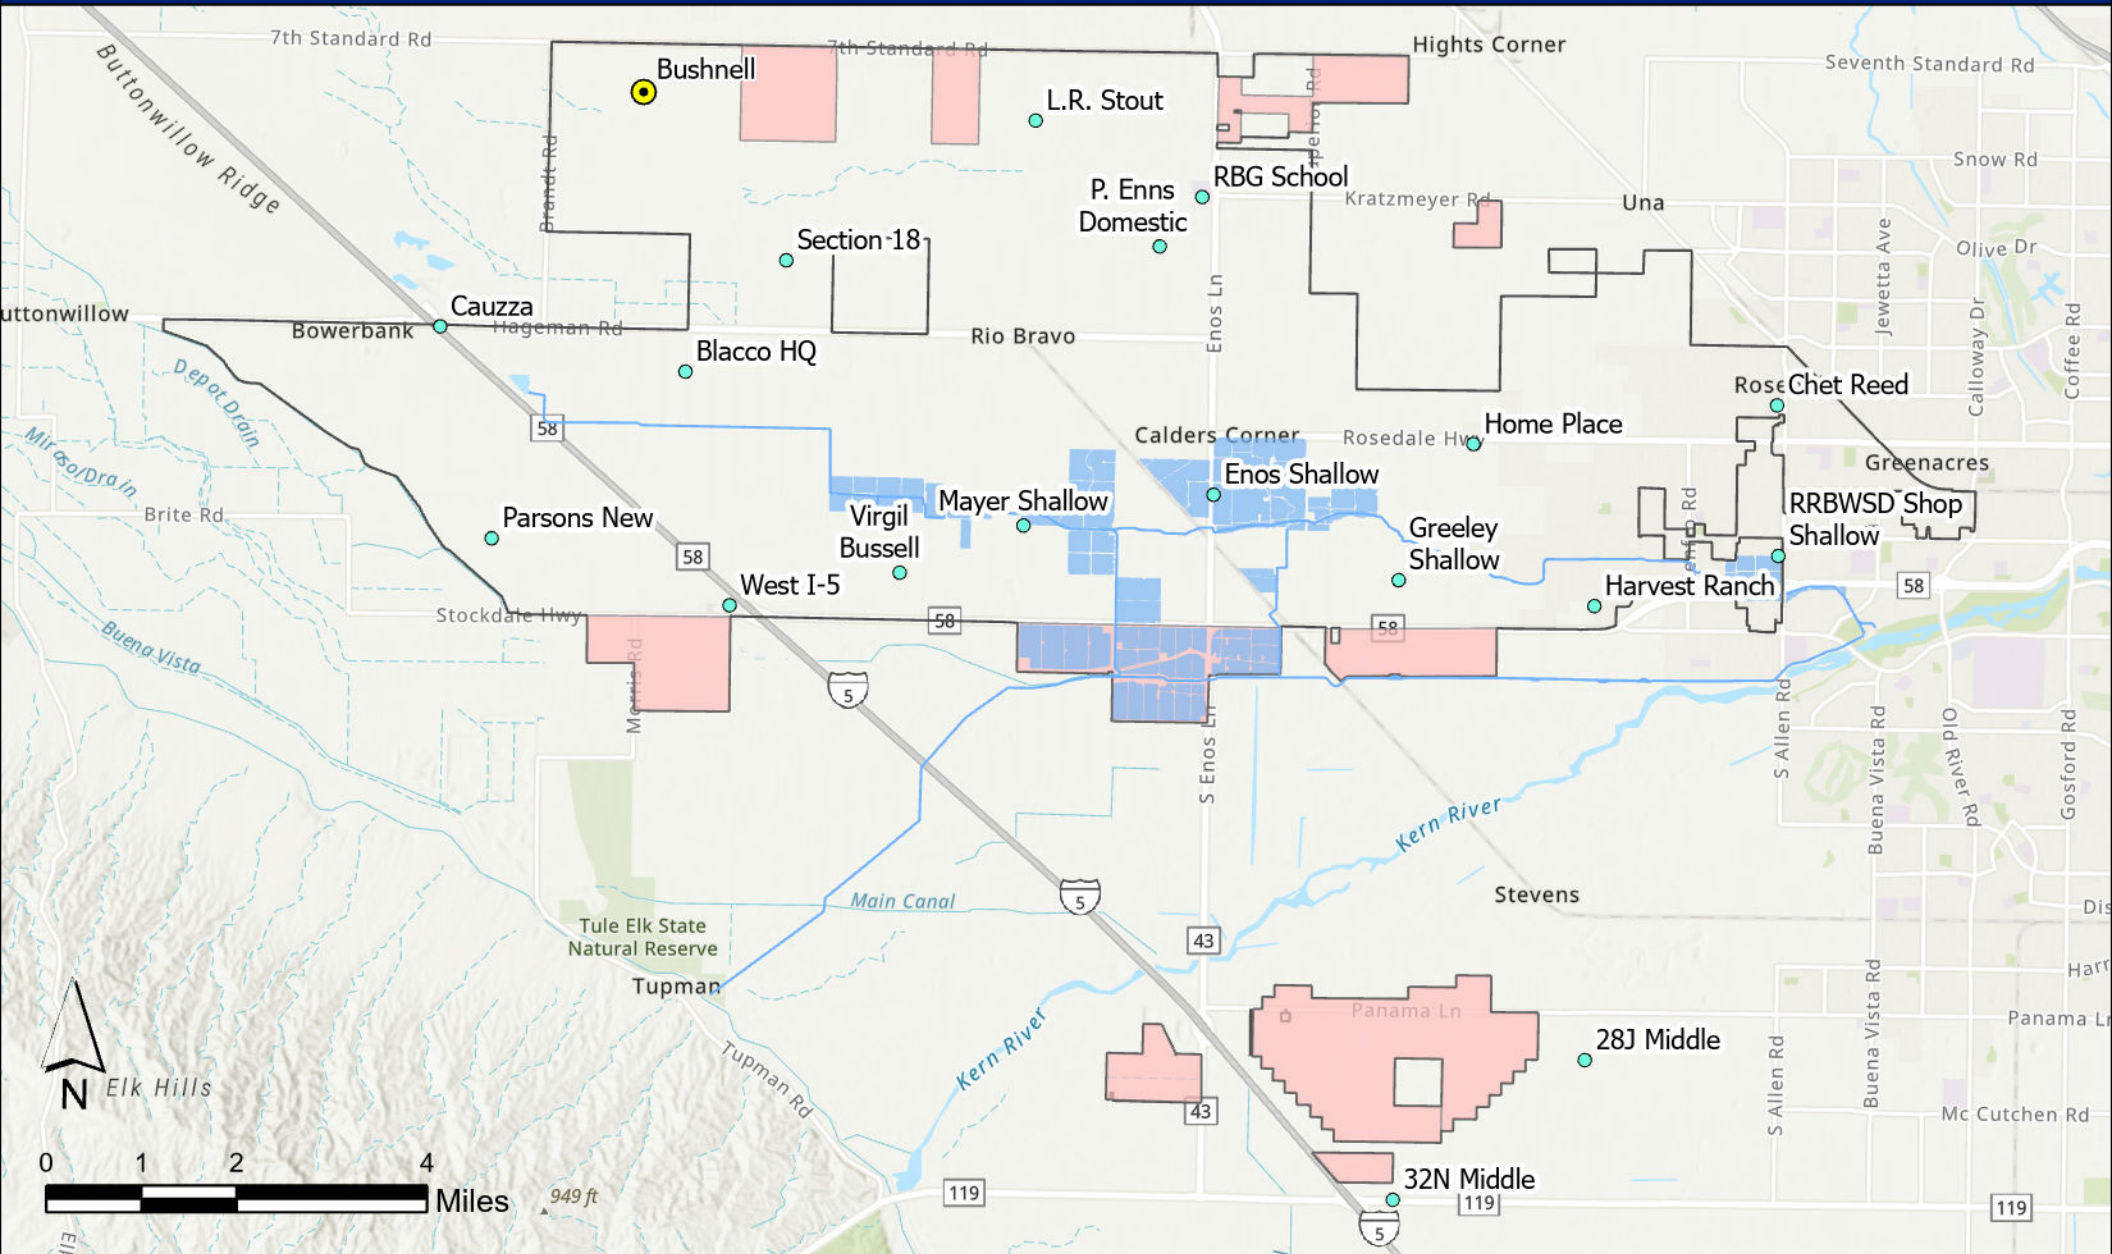 7th Standard Rd
7th Standard Rd
Hights Corner
Seventh Standard Rd
Buttonwillow Ridge
Bushnell
L.R. Stout
Snow Rd
Brandt Rd
RBG School
P. Enns
Domestic
Kratzmeyer Rd
Una
Section 18
Olive Dr
Jewetta Ave
Calloway Dr
Coffee Rd
Enos Ln
Cauzza
uttonwillow
Bowerbank
Hageman Rd
Rio Bravo
Blacco HQ
Depot Drain
Rose
Chet Reed
58
Calders Corner
Rosedale Hwy
Home Place
Greenacres
Enos Shallow
Mayer Shallow
RRBWSD Shop
Shallow
Brite Rd
Parsons New
Virgil
Bussell
Greeley
Shallow
58
West I-5
Harvest Ranch
58
Stockdale Hwy
58
58
Buena Vista
Morris Rd
5
S Enos Ln
S Allen Rd
Buena Vista Rd
Old River Rd
Gosford Rd
Kern River
5
Stevens
Main Canal
Dis
Tule Elk State
Natural Reserve
43
Harr
Tupman
Panama Ln
Panama Ln
Kern River
28J Middle
Tupman Rd
S Allen Rd
Buena Vista Rd
N
Elk Hills
43
Mc Cutchen Rd
0 1 2 4
Miles
949 ft
119
32N Middle
119
119
5